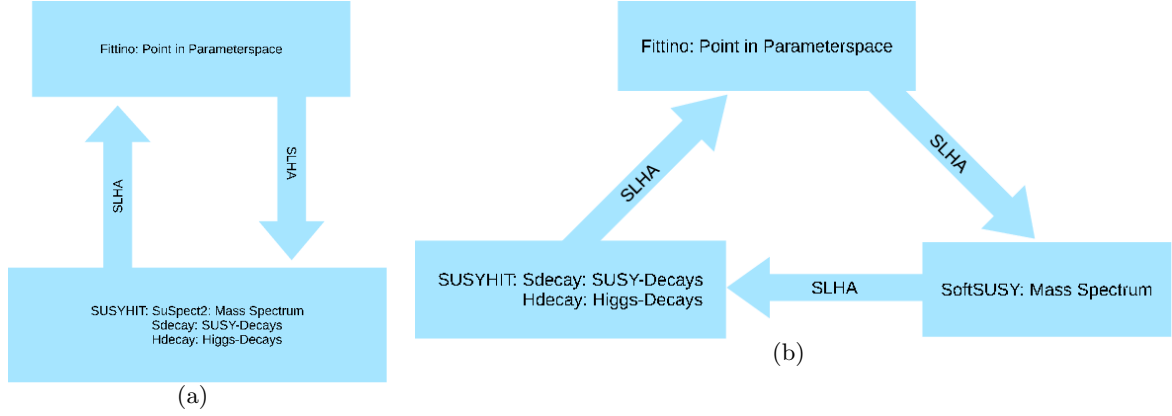 Fittino: Point in Parameterspace
SLHA
SLHA
SUSYHIT: SuSpect2: Mass Spectrum
Sdecay: SUSY-Decays
Hdecay: Higgs-Decays
(a)
Fittino: Point in Parameterspace
SLHA
SLHA
SUSYHIT: Sdecay: SUSY-Decays
Hdecay: Higgs-Decays
SLHA
SoftSUSY: Mass Spectrum
(b)